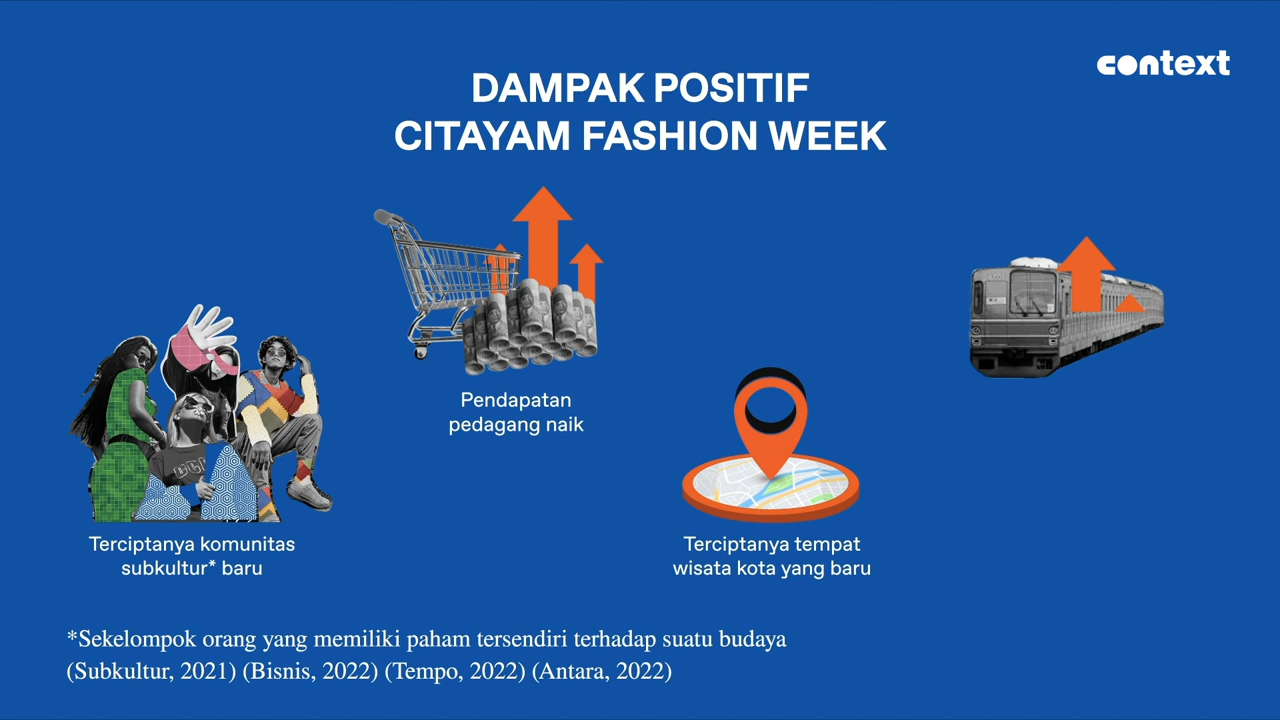 context
DAMPAK POSITIF
CITAYAM FASHION WEEK
Pendapatan
pedagang naik
Terciptanya komunitas
subkultur* baru
Terciptanya tempat
wisata kota yang baru
*Sekelompok orang yang memiliki paham tersendiri terhadap suatu budaya
(Subkultur, 2021) (Bisnis, 2022) (Tempo, 2022) (Antara, 2022)